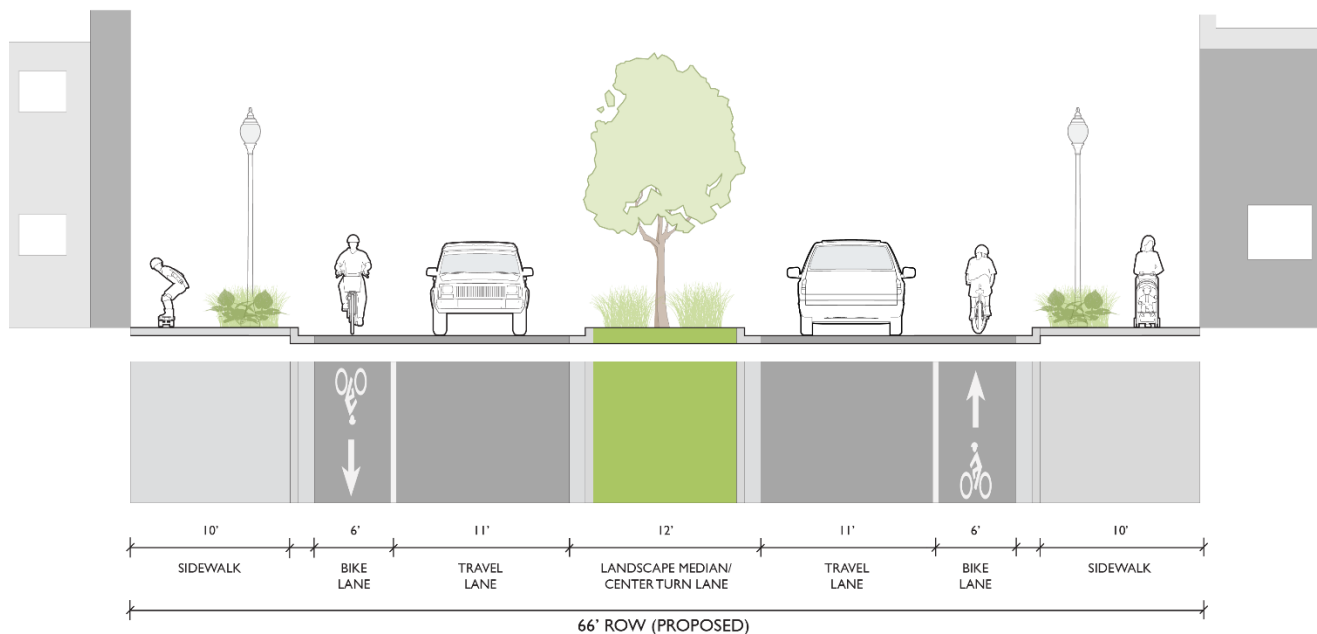 10' 6' 11' 12' 11' 6' 10'
SIDEWALK BIKE TRAVEL LANDSCAPE MEDIAN/ TRAVEL BIKE SIDEWALK
LANE LANE CENTER TURN LANE LANE LANE
66' ROW (PROPOSED)